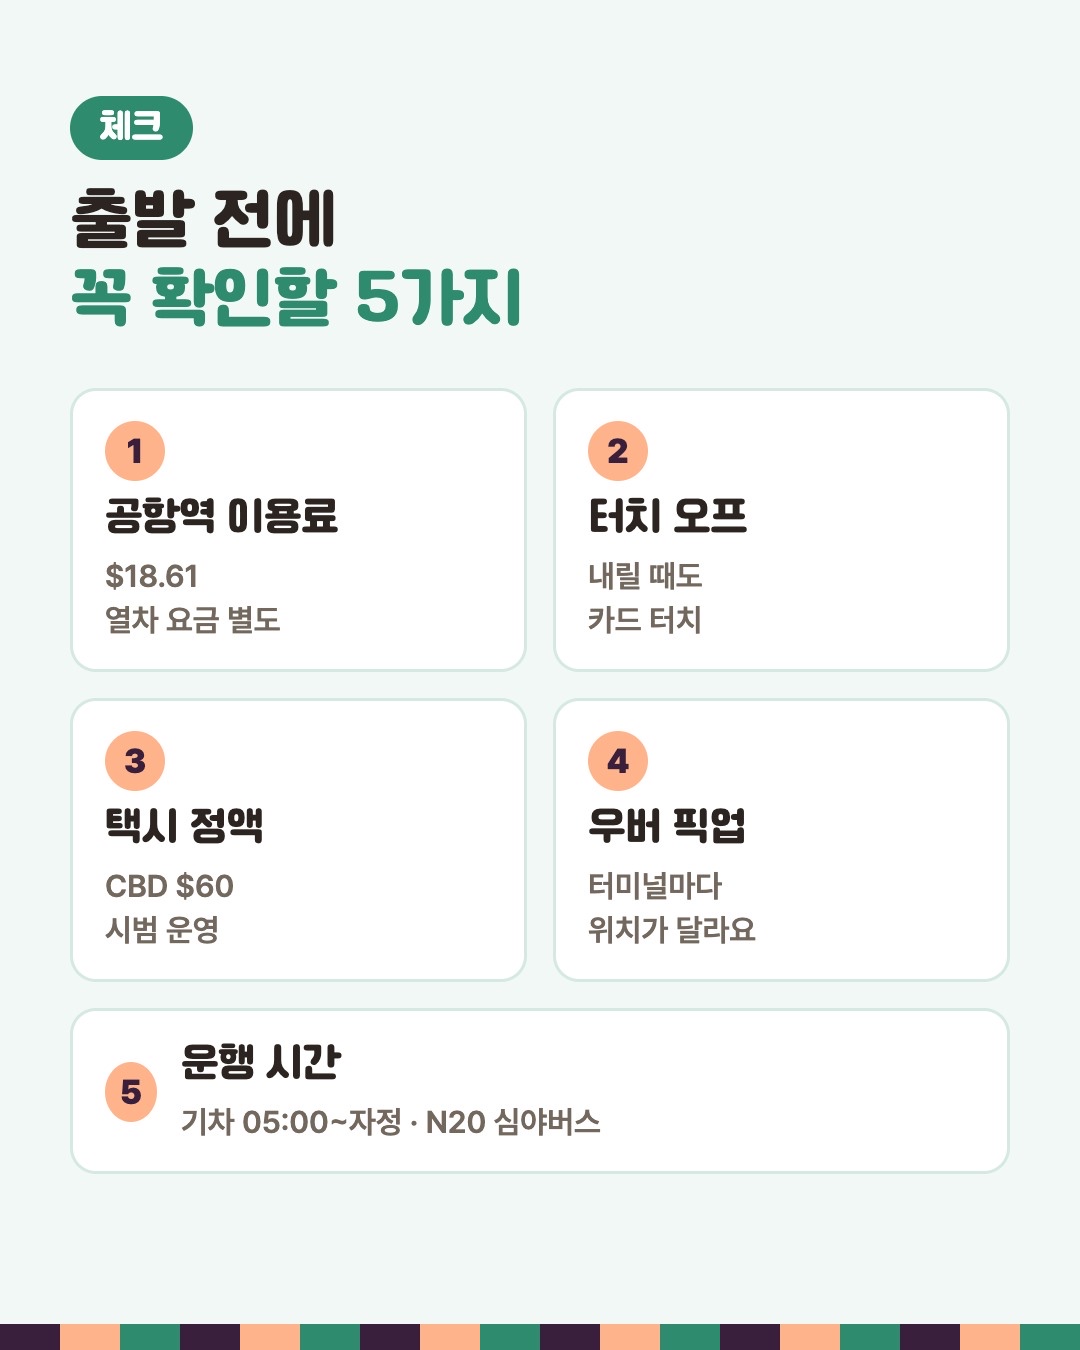 체크
출발 전에
꼭 확인할 5가지
1
공항역 이용료
$18.61
열차 요금 별도
2
터치 오프
내릴 때도
카드 터치
3
택시 정액
CBD $60
시범 운영
4
우버 픽업
터미널마다
위치가 달라요
5
운행 시간
기차 05:00~자정 · N20 심야버스